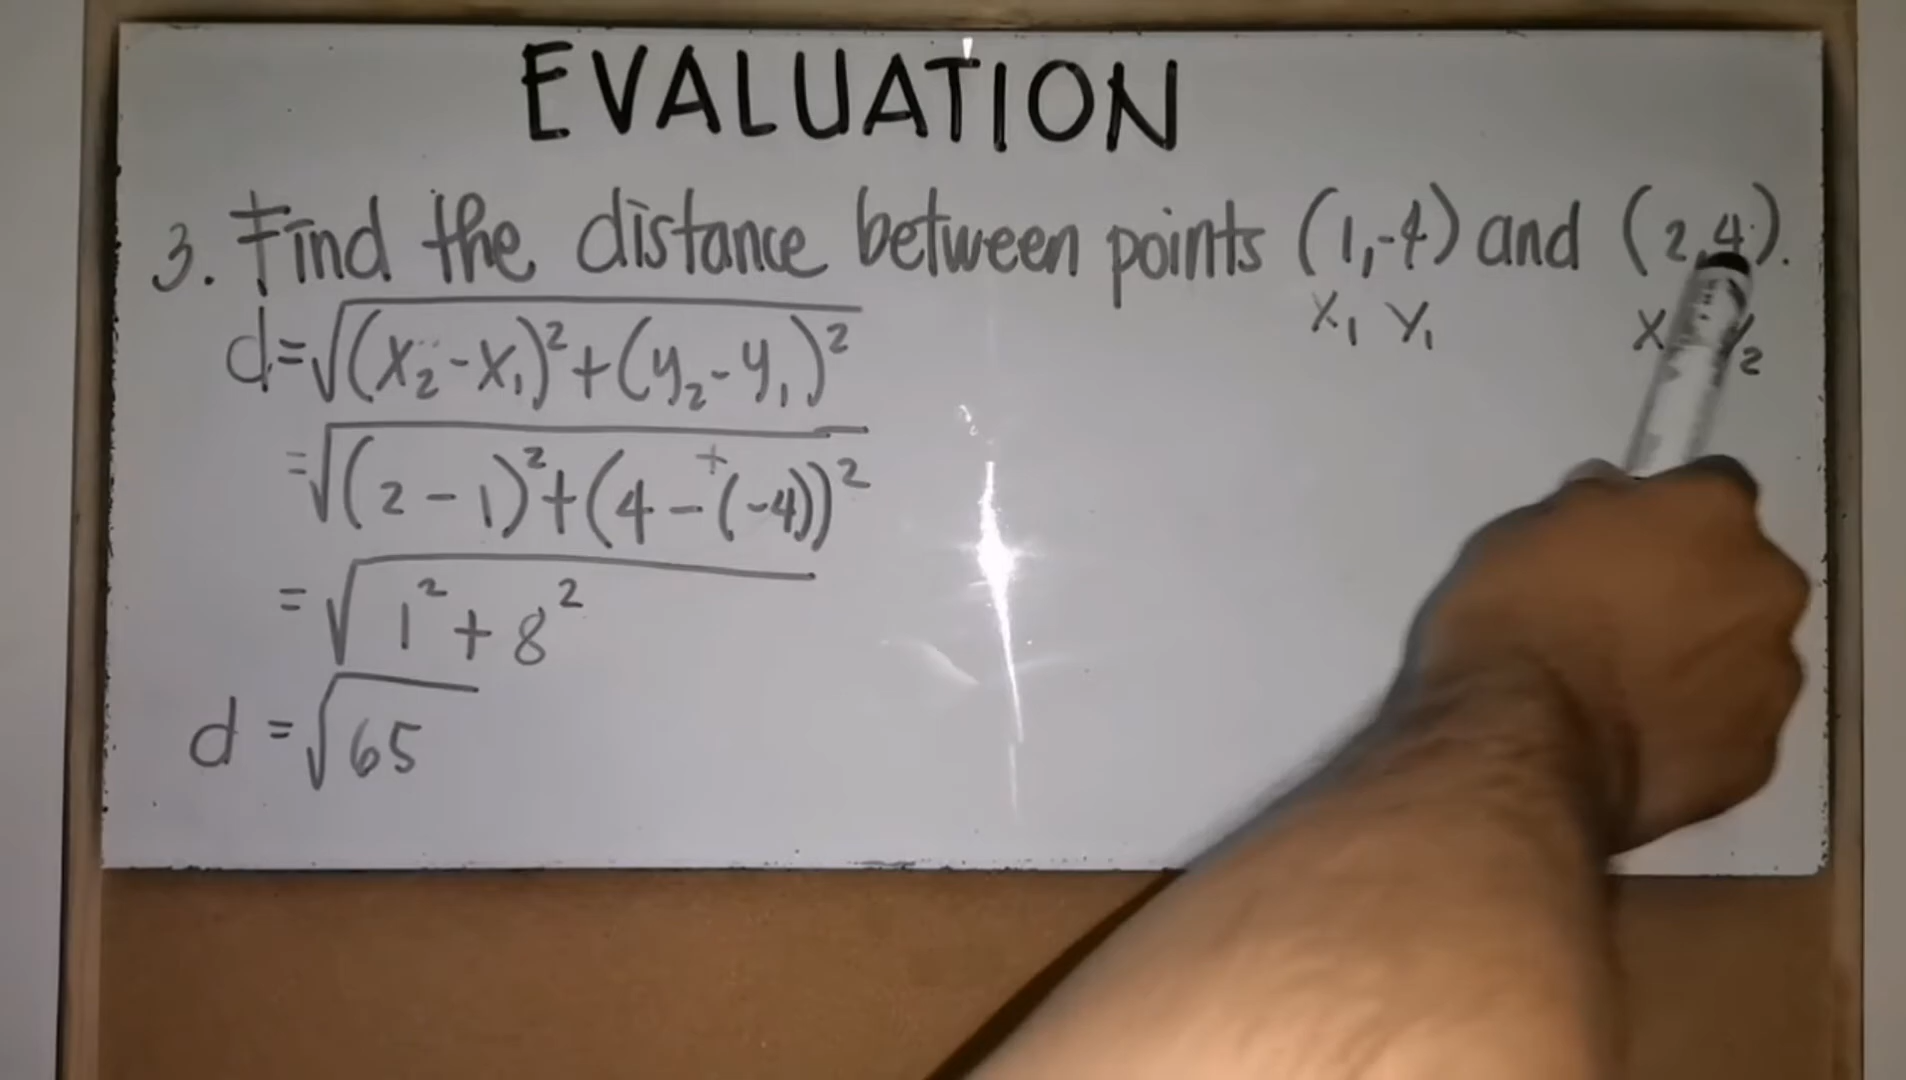 EVALUATION
3. Find the distance between points (1,-4) and (2,4).
x₁ y₁ x y₂
d=√(x₂-x₁)²+(y₂-y₁)²
=√(2-1)²+(4-⁺(-4))²
=√1²+8²
d=√65